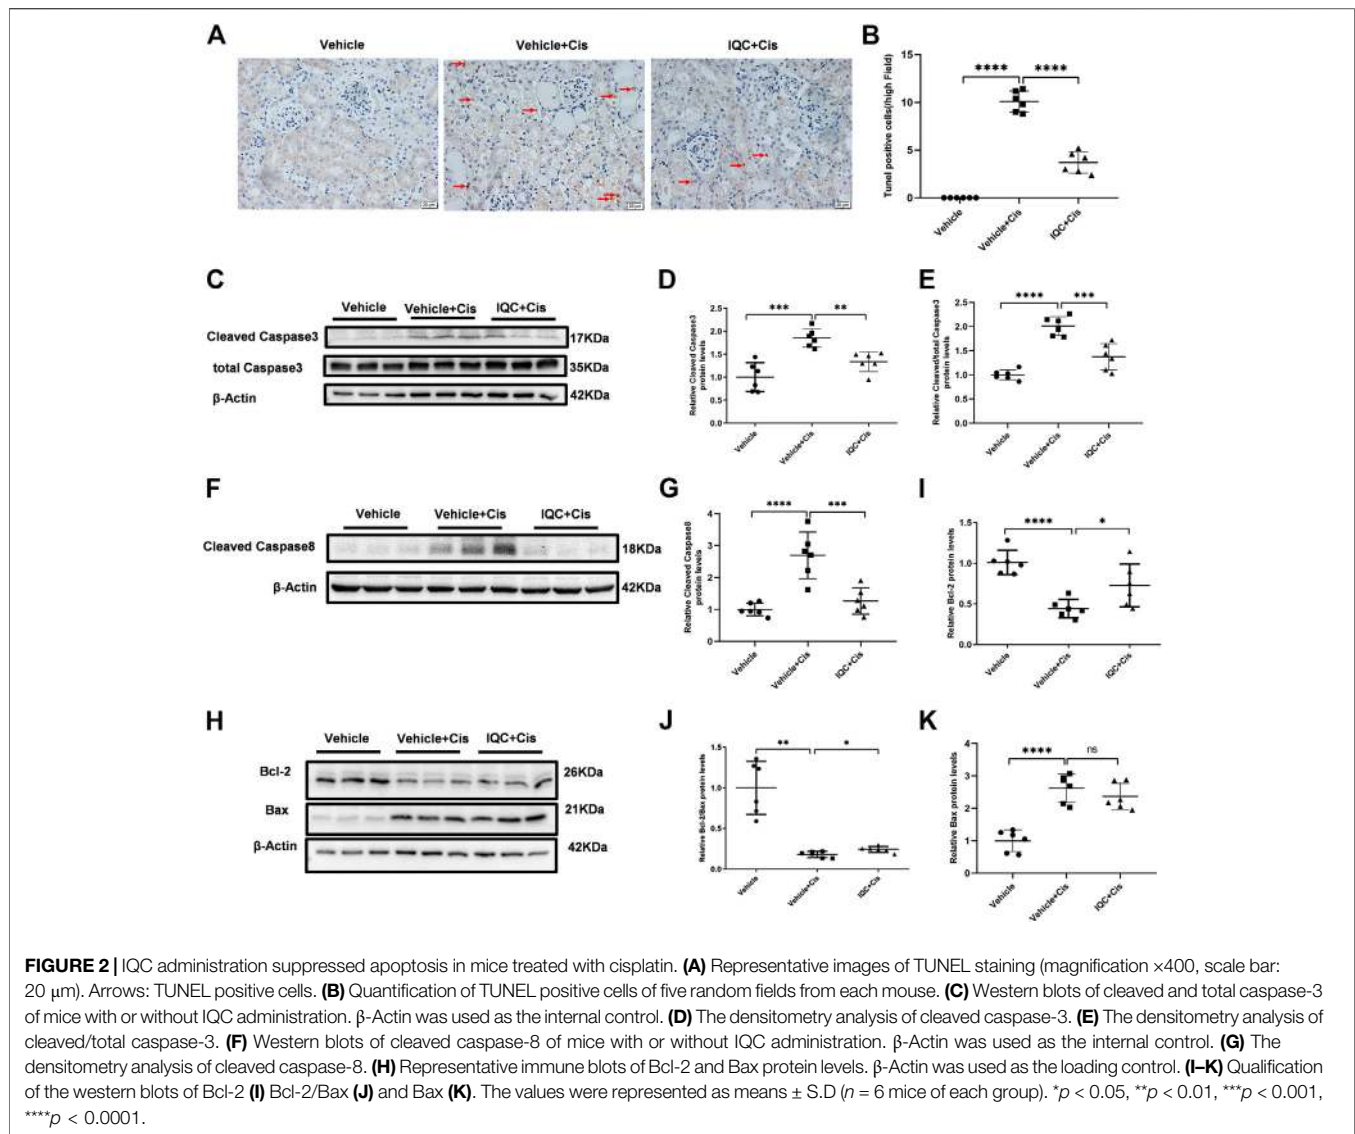 A
Vehicle
Vehicle+Cis
IQC+Cis
B
Tunel positive cells(/high Field)
15
10
5
0
****
****
Vehicle
Vehicle+Cis
IQC+Cis
C
Vehicle
Vehicle+Cis
IQC+Cis
Cleaved Caspase3
17KDa
total Caspase3
35KDa
β-Actin
42KDa
D
Relative Cleaved Caspase3
protein levels
2.5
2.0
1.5
1.0
0.5
0.0
***
**
Vehicle
Vehicle+Cis
IQC+Cis
E
Relative Cleaved/total Caspase3
protein levels
2.5
2.0
1.5
1.0
0.5
0.0
****
***
Vehicle
Vehicle+Cis
IQC+Cis
F
Vehicle
Vehicle+Cis
IQC+Cis
Cleaved Caspase8
18KDa
β-Actin
42KDa
G
Relative Cleaved Caspase8
protein levels
4
3
2
1
0
****
***
Vehicle
Vehicle+Cis
IQC+Cis
I
Relative Bcl-2 protein levels
1.5
1.0
0.5
0.0
****
*
Vehicle
Vehicle+Cis
IQC+Cis
H
Vehicle
Vehicle+Cis
IQC+Cis
Bcl-2
26KDa
Bax
21KDa
β-Actin
42KDa
J
Relative Bcl-2/Bax protein levels
1.5
1.0
0.5
0.0
**
*
Vehicle
Vehicle+Cis
IQC+Cis
K
Relative Bax protein levels
4
3
2
1
0
****
ns
Vehicle
Vehicle+Cis
IQC+Cis
FIGURE 2 | IQC administration suppressed apoptosis in mice treated with cisplatin. (A) Representative images of TUNEL staining (magnification ×400, scale bar:
20 μm). Arrows: TUNEL positive cells. (B) Quantification of TUNEL positive cells of five random fields from each mouse. (C) Western blots of cleaved and total caspase-3
of mice with or without IQC administration. β-Actin was used as the internal control. (D) The densitometry analysis of cleaved caspase-3. (E) The densitometry analysis of
cleaved/total caspase-3. (F) Western blots of cleaved caspase-8 of mice with or without IQC administration. β-Actin was used as the internal control. (G) The
densitometry analysis of cleaved caspase-8. (H) Representative immune blots of Bcl-2 and Bax protein levels. β-Actin was used as the loading control. (I–K) Qualification
of the western blots of Bcl-2 (I) Bcl-2/Bax (J) and Bax (K). The values were represented as means ± S.D (n = 6 mice of each group). *p < 0.05, **p < 0.01, ***p < 0.001,
****p < 0.0001.